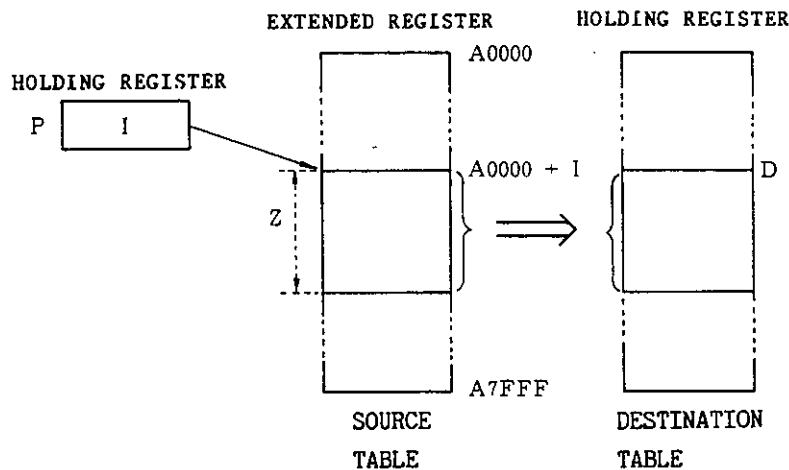 EXTENDED REGISTER
HOLDING REGISTER
A0000
HOLDING REGISTER
P
I
A0000 + I
D
Z
A7FFF
SOURCE
TABLE
DESTINATION
TABLE